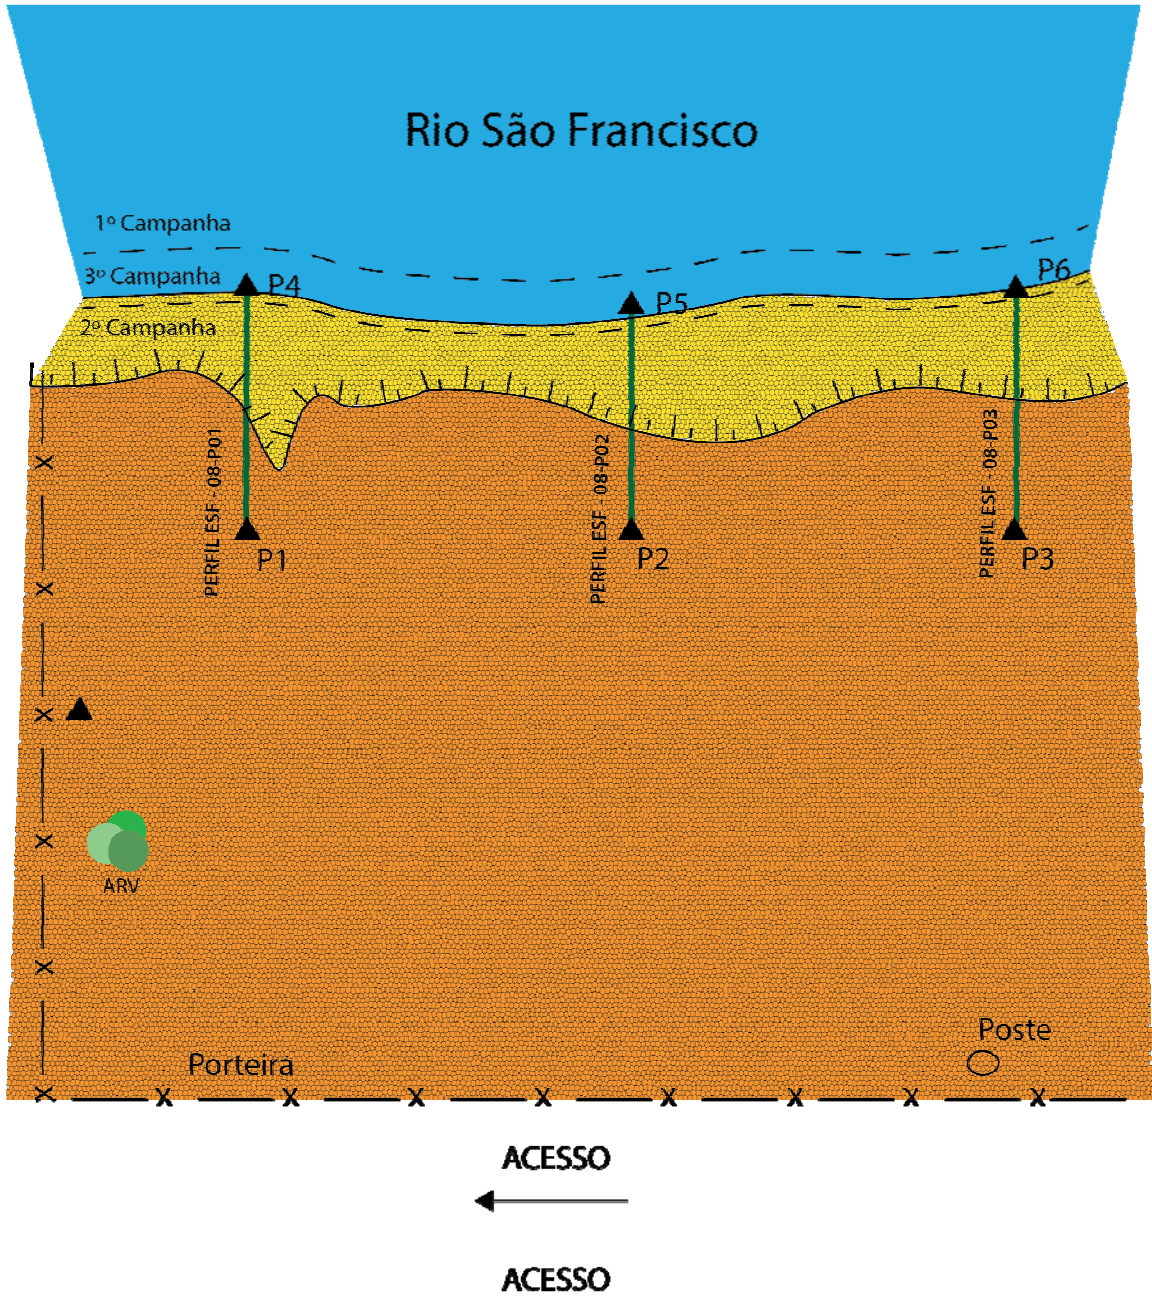 Rio São Francisco
1º Campanha
3º Campanha
P4
P6
P5
2º Campanha
PERFIL ESF - 08-P01
PERFIL ESF - 08-P02
PERFIL ESF - 08-P03
P1
P2
P3
X
X
X
ARV
X
X
Poste
Porteira
X X X X X X X X X
ACESSO
ACESSO